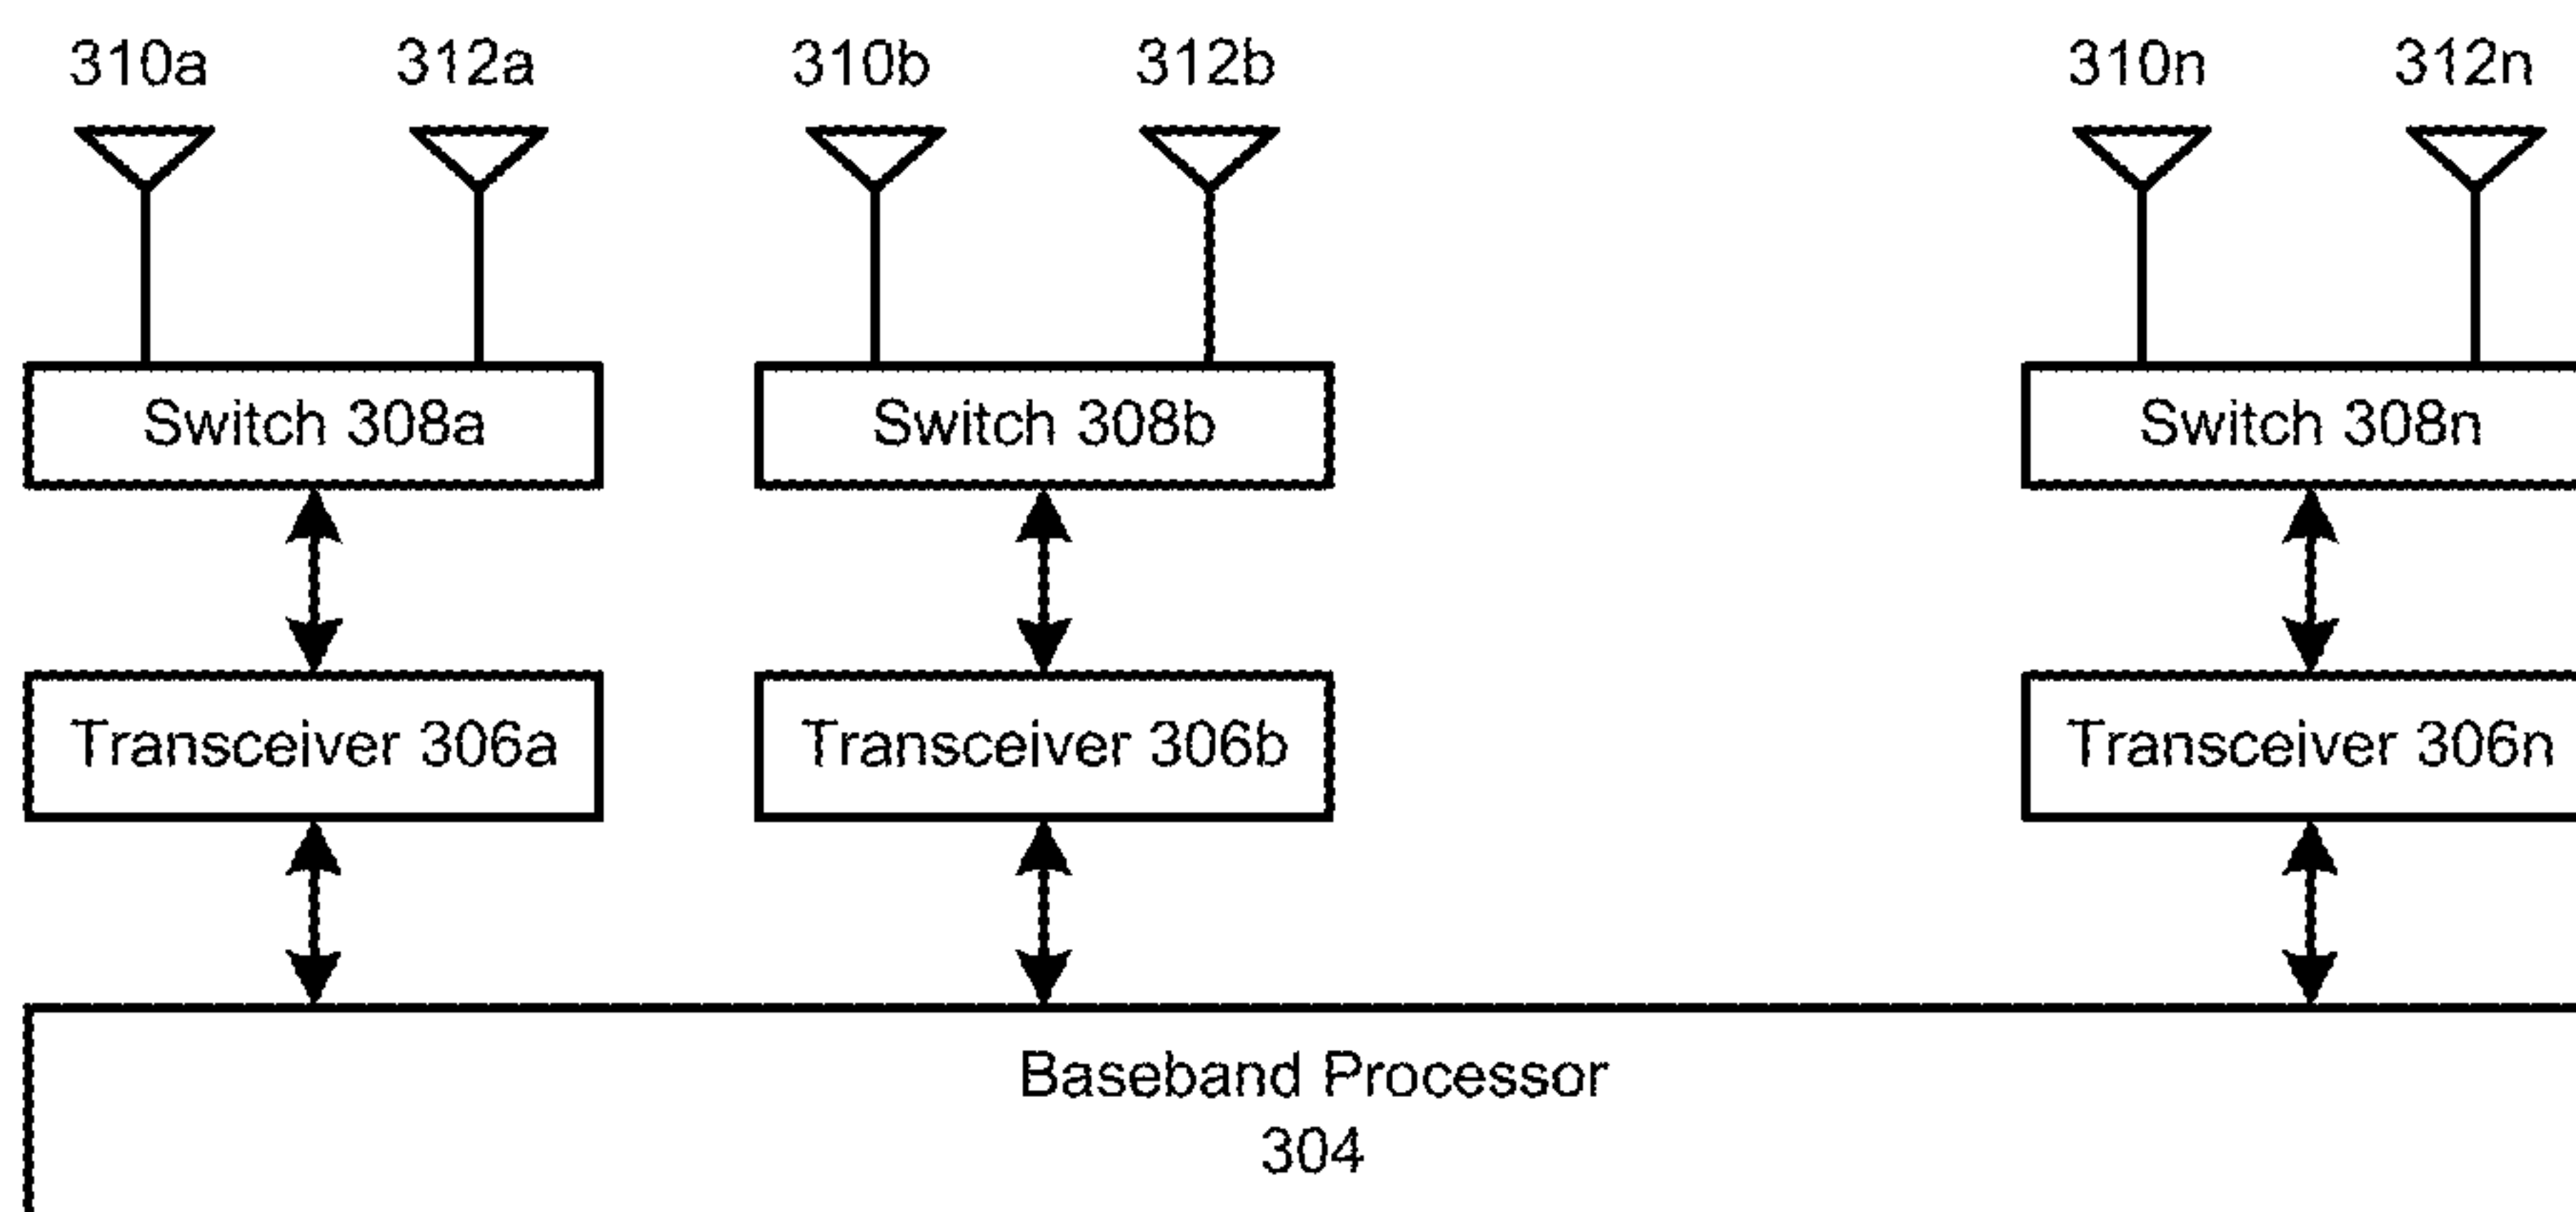 310a 312a 310b 312b 310n 312n
Switch 308a Switch 308b Switch 308n
Transceiver 306a Transceiver 306b Transceiver 306n
Baseband Processor
304